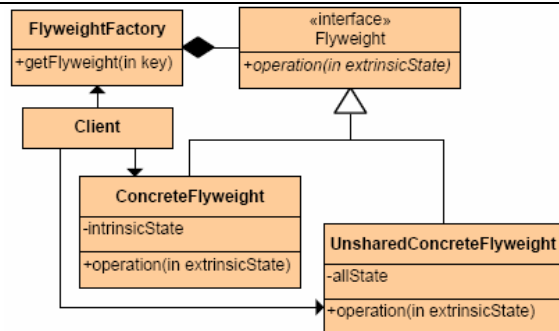 FlyweightFactory
+getFlyweight(in key)
«interface»
Flyweight
+operation(in extrinsicState)
Client
ConcreteFlyweight
-intrinsicState
+operation(in extrinsicState)
UnsharedConcreteFlyweight
-allState
+operation(in extrinsicState)